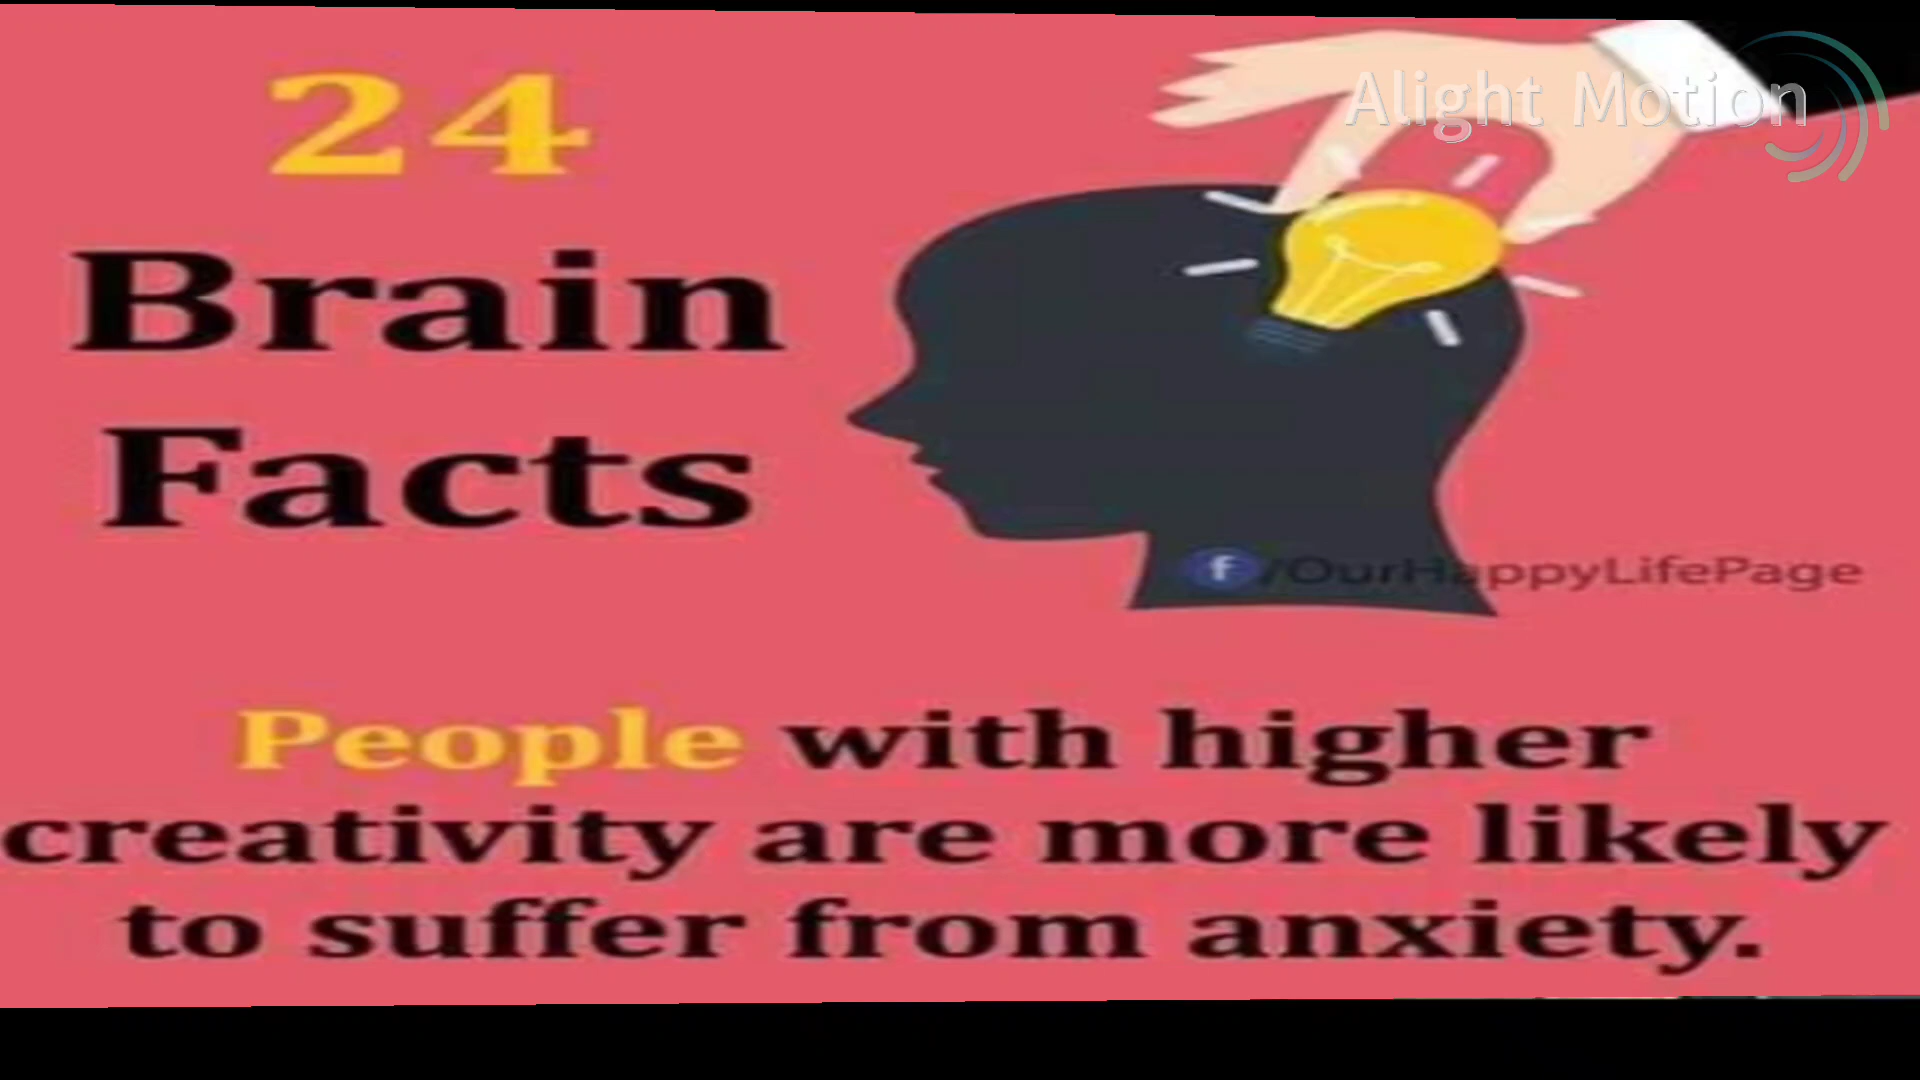 24
Brain
Facts
Alight Motion
f/OurHappyLifePage
People with higher
creativity are more likely
to suffer from anxiety.